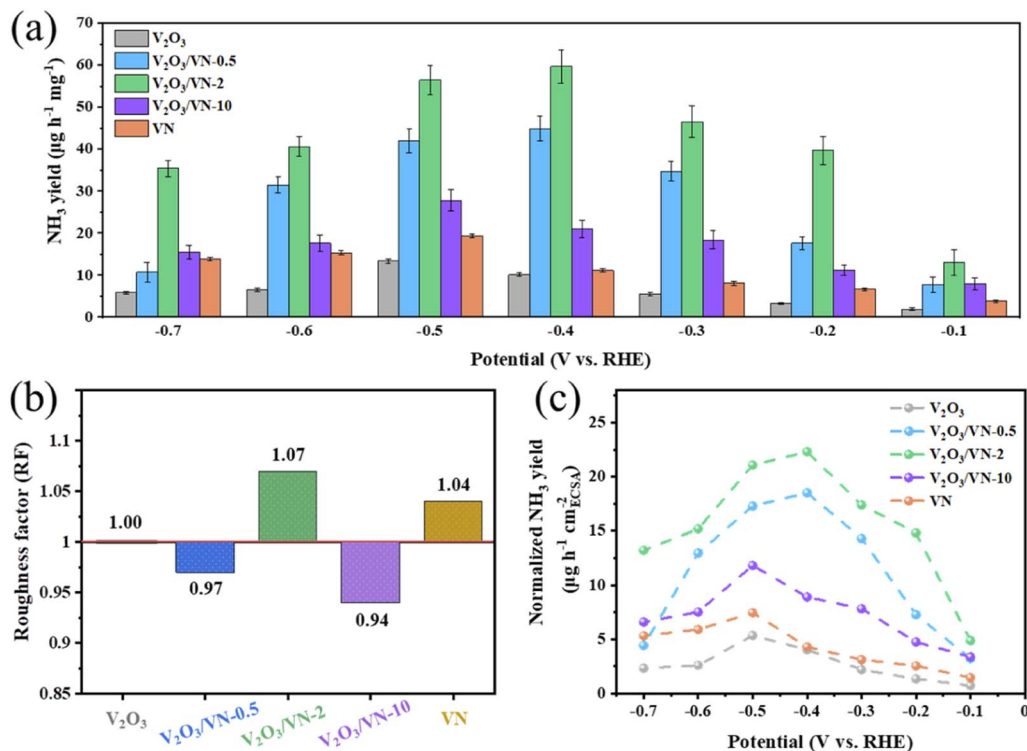 (a)
V₂O₃
V₂O₃/VN-0.5
V₂O₃/VN-2
V₂O₃/VN-10
VN
NH₃ yield (μg h⁻¹ mg⁻¹)
70
60
50
40
30
20
10
0
-0.7 -0.6 -0.5 -0.4 -0.3 -0.2 -0.1
Potential (V vs. RHE)
(b)
Roughness factor (RF)
1.1
1.05
1
0.95
0.9
0.85
1.00
0.97
1.07
0.94
1.04
V₂O₃ V₂O₃/VN-0.5 V₂O₃/VN-2 V₂O₃/VN-10 VN
(c)
Normalized NH₃ yield
(μg h⁻¹ cm⁻²ECSA)
25
20
15
10
5
0
V₂O₃
V₂O₃/VN-0.5
V₂O₃/VN-2
V₂O₃/VN-10
VN
-0.7 -0.6 -0.5 -0.4 -0.3 -0.2 -0.1 0
Potential (V vs. RHE)